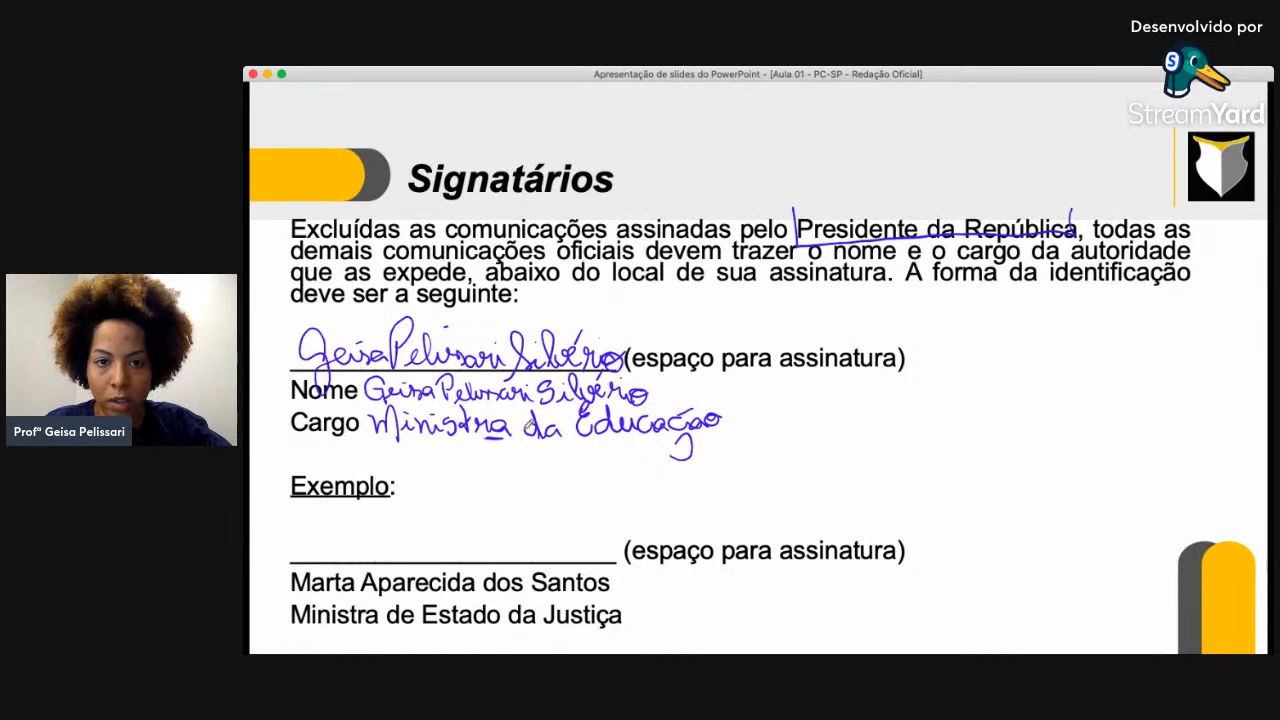 Desenvolvido por
S
StreamYard
Apresentação de slides do PowerPoint - [Aula 01 - PC-SP - Redação Oficial]
Signatários
Excluídas as comunicações assinadas pelo Presidente da República, todas as
demais comunicações oficiais devem trazer o nome e o cargo da autoridade
que as expede, abaixo do local de sua assinatura. A forma da identificação
deve ser a seguinte:
Geisa Pelissari Silvério (espaço para assinatura)
Nome Geisa Pelissari Silvério
Cargo Ministra da Educação
Profª Geisa Pelissari
Exemplo:
(espaço para assinatura)
Marta Aparecida dos Santos
Ministra de Estado da Justiça